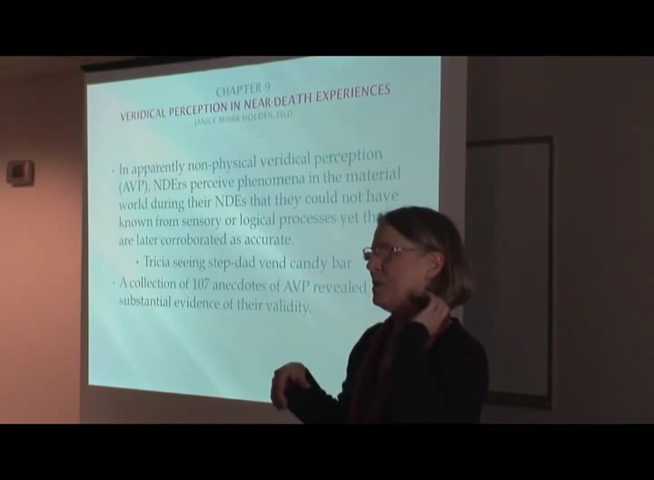 CHAPTER 9
VERIDICAL PERCEPTION IN NEAR-DEATH EXPERIENCES
JANICE MINER HOLDEN, ED.D.
• In apparently non-physical veridical perception
(AVP), NDErs perceive phenomena in the material
world during their NDEs that they could not have
known from sensory or logical processes yet
are later corroborated as accurate.
• Tricia seeing step-dad vend candy bar
• A collection of 107 anecdotes of AVP revealed
substantial evidence of their validity.